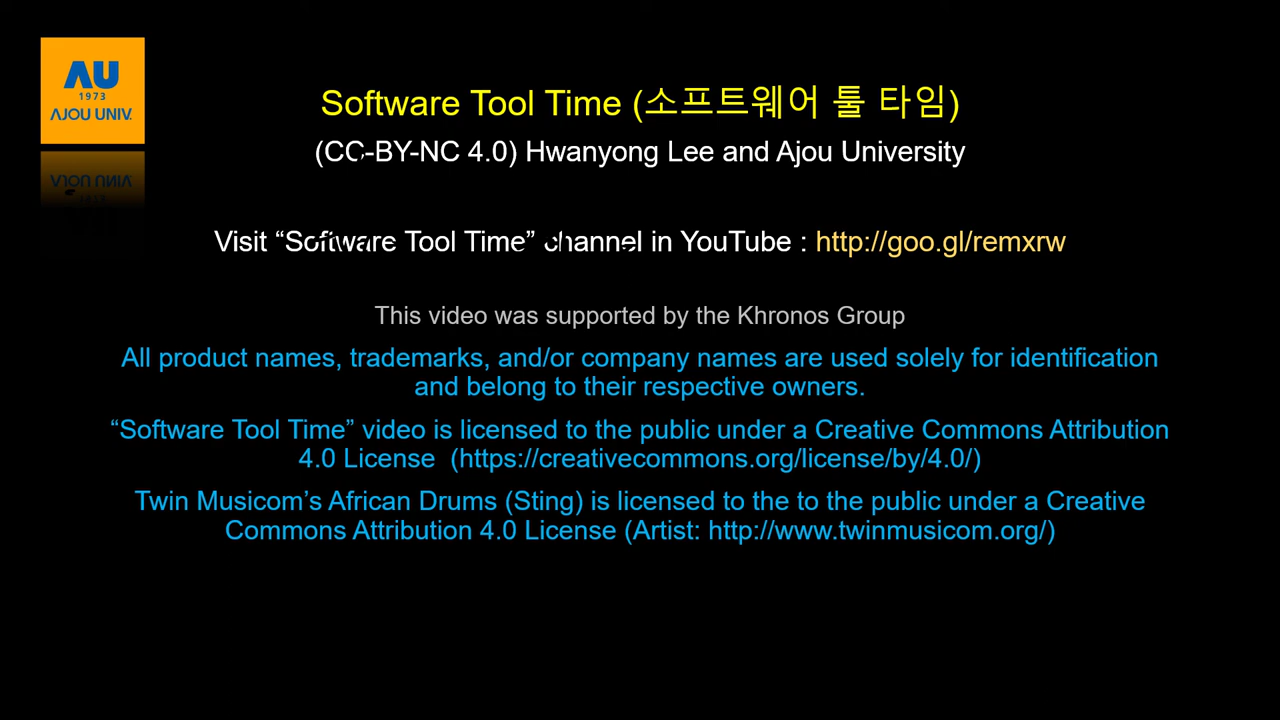 AU
1973
AJOU UNIV.
Software Tool Time (소프트웨어 툴 타임)
(CC-BY-NC 4.0) Hwanyong Lee and Ajou University
Visit “Software Tool Time” channel in YouTube : http://goo.gl/remxrw
This video was supported by the Khronos Group
All product names, trademarks, and/or company names are used solely for identification
and belong to their respective owners.
“Software Tool Time” video is licensed to the public under a Creative Commons Attribution
4.0 License (https://creativecommons.org/license/by/4.0/)
Twin Musicom’s African Drums (Sting) is licensed to the to the public under a Creative
Commons Attribution 4.0 License (Artist: http://www.twinmusicom.org/)